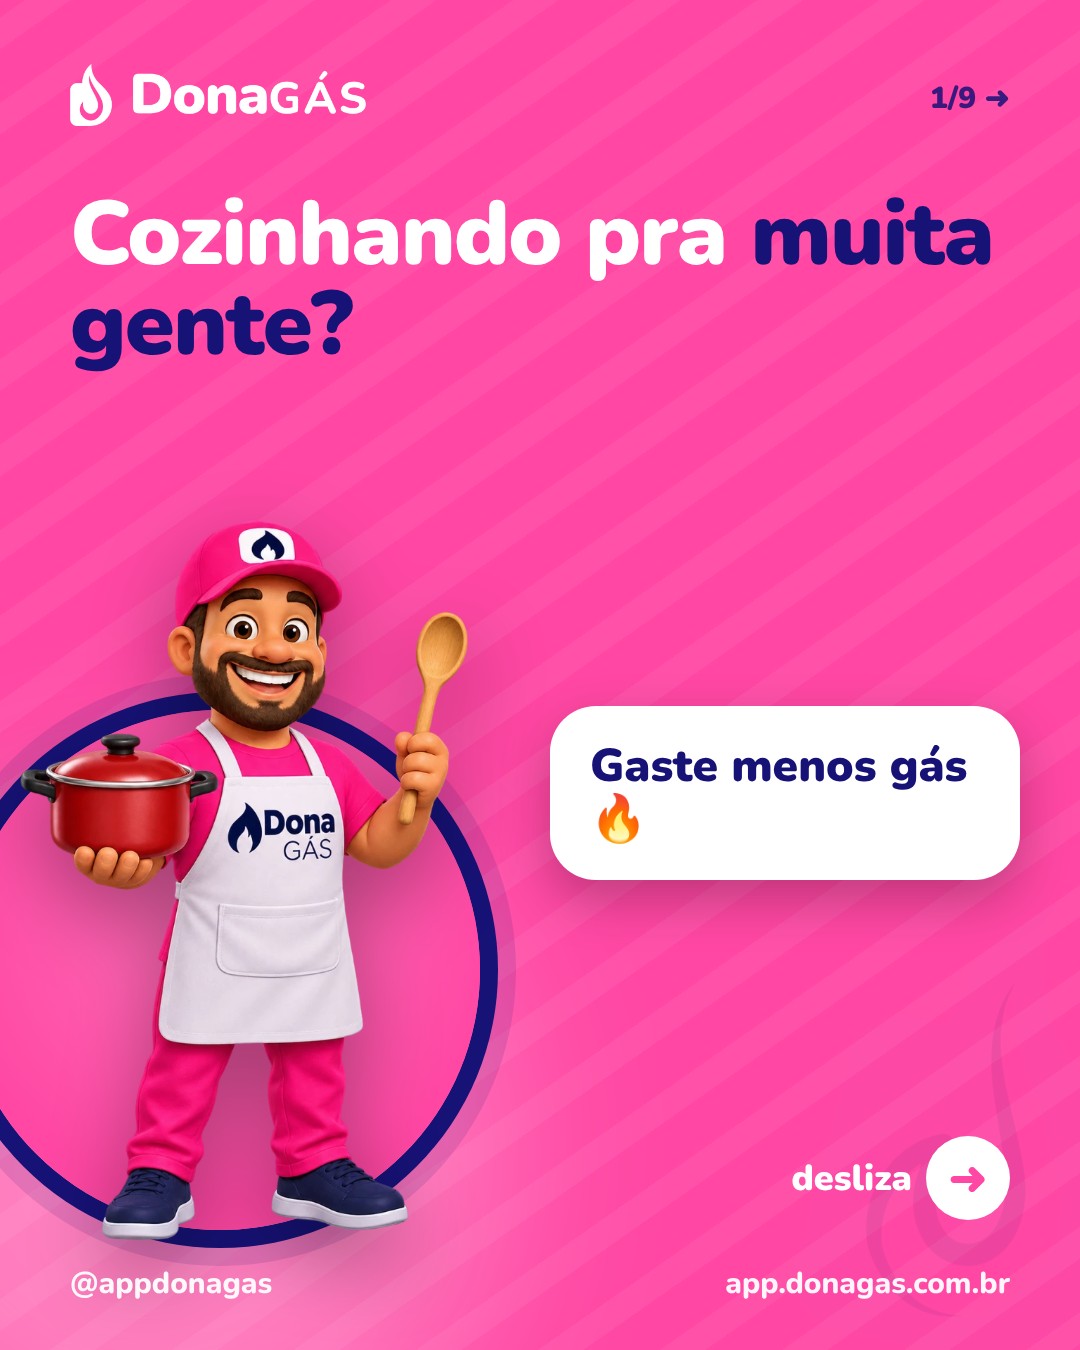 DonaGÁS
1/9 →
Cozinhando pra muita
gente?
Dona
GÁS
Gaste menos gás
🔥
desliza →
@appdonagas
app.donagas.com.br